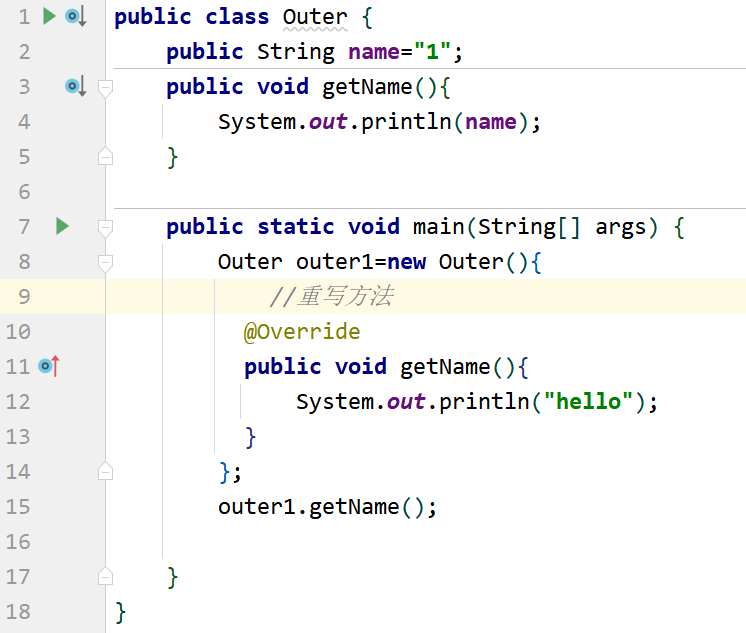 1 public class Outer {
2 public String name="1";
3 public void getName(){
4 System.out.println(name);
5 }
6
7 public static void main(String[] args) {
8 Outer outer1=new Outer(){
9 //重写方法
10 @Override
11 public void getName(){
12 System.out.println("hello");
13 }
14 };
15 outer1.getName();
16
17 }
18 }